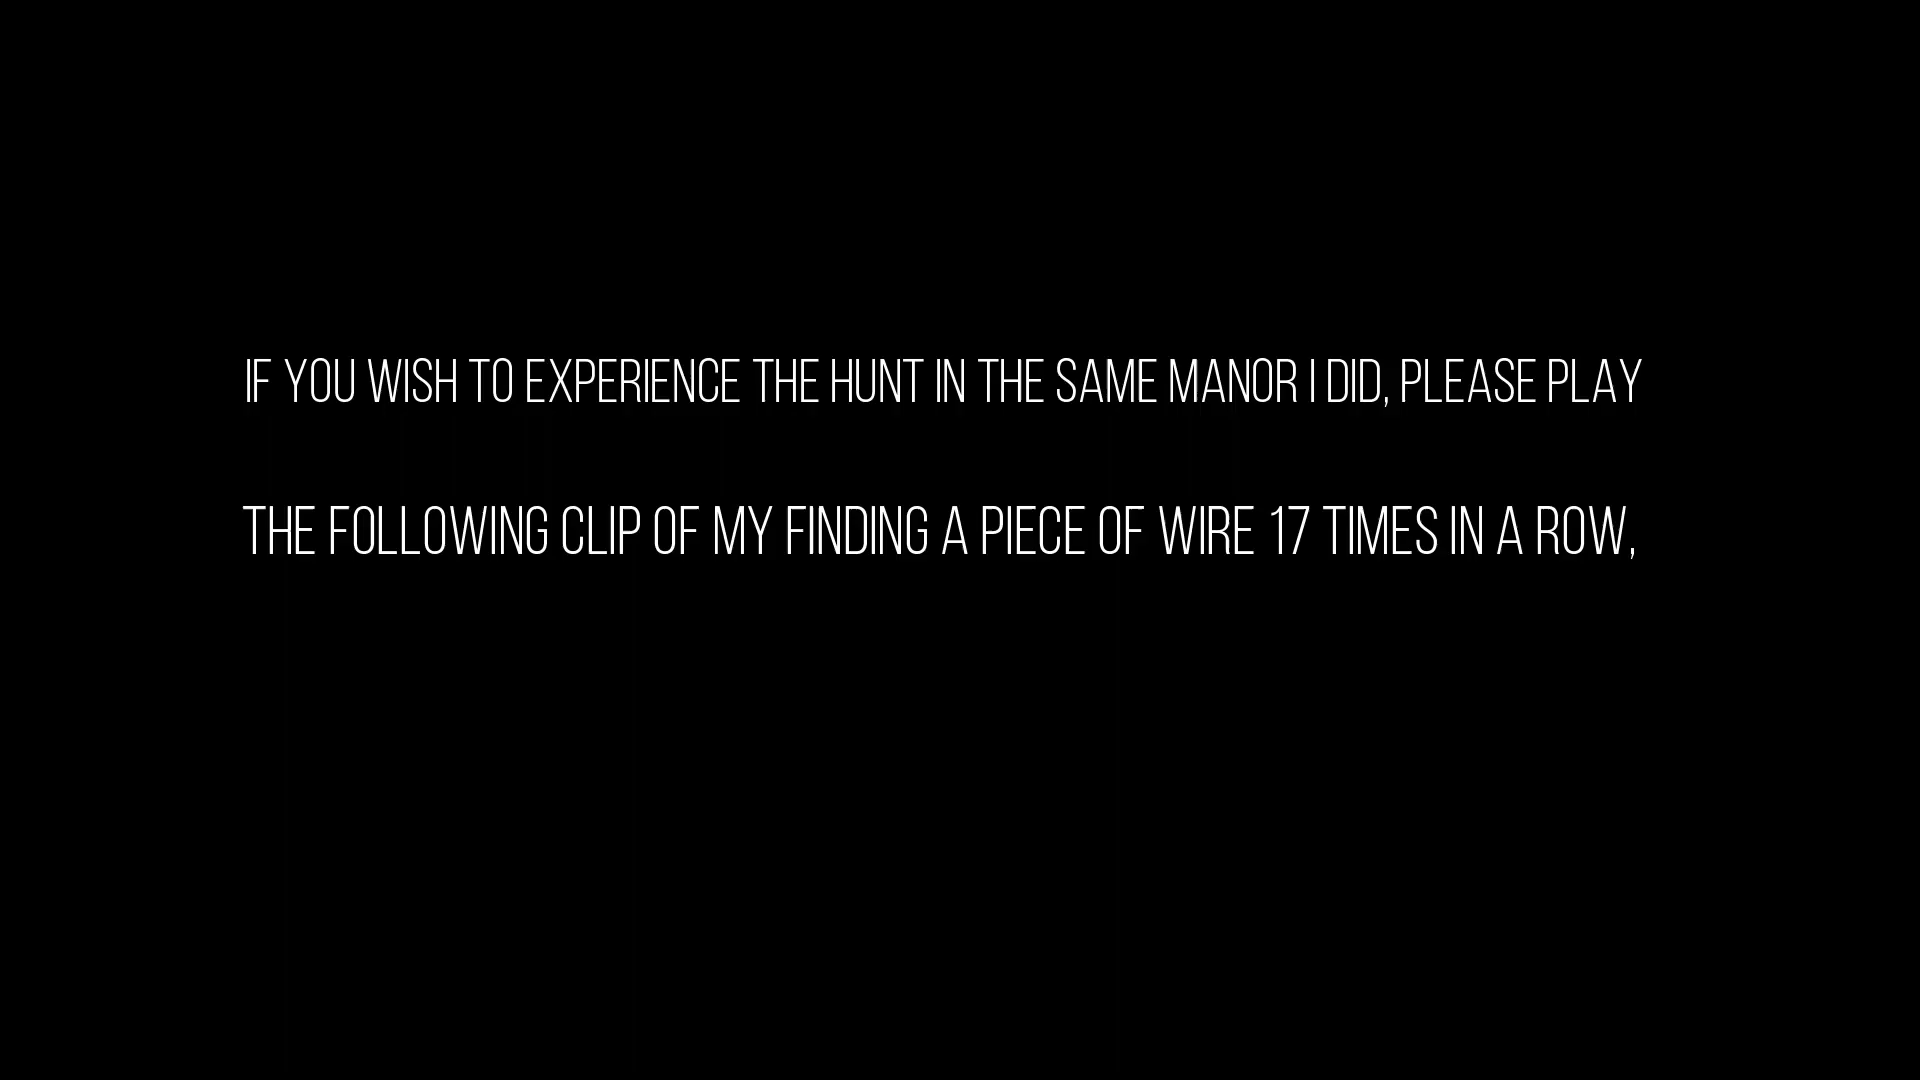 IF YOU WISH TO EXPERIENCE THE HUNT IN THE SAME MANOR I DID, PLEASE PLAY
THE FOLLOWING CLIP OF MY FINDING A PIECE OF WIRE 17 TIMES IN A ROW,